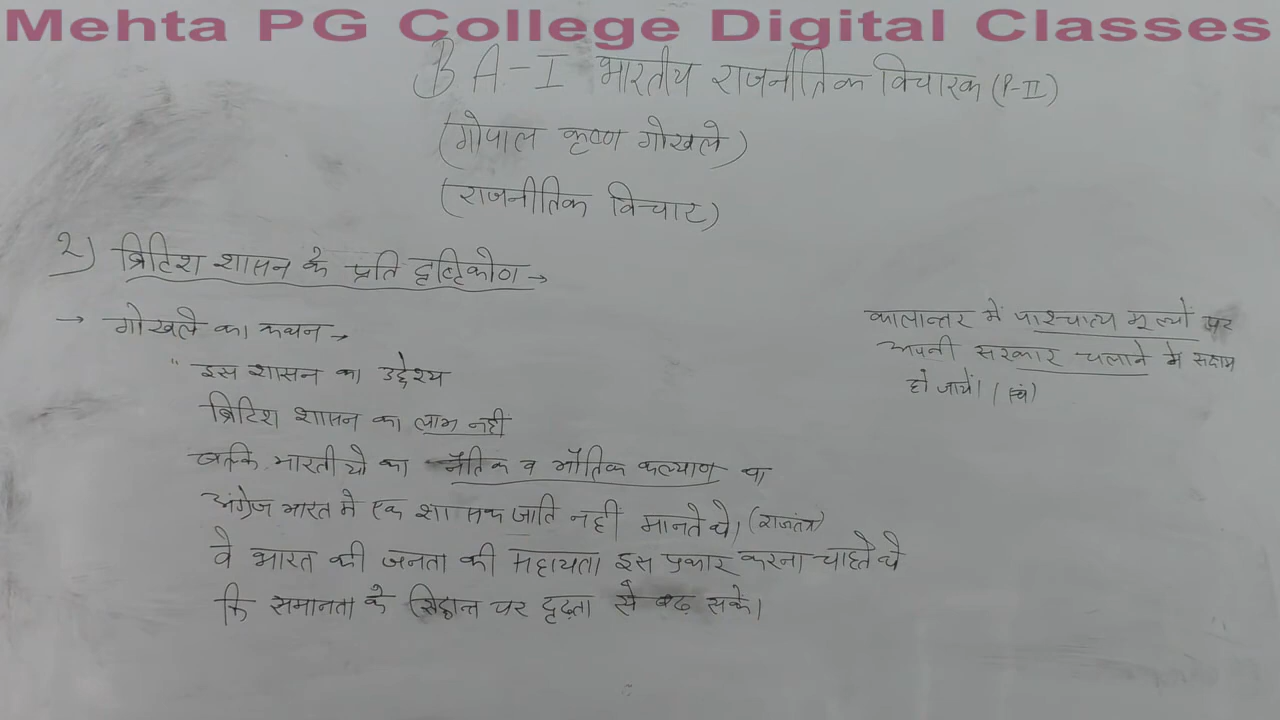 Mehta PG College Digital Classes
BA-I भारतीय राजनीतिक विचारक (P-II)
(गोपाल कृष्ण गोखले)
(राजनीतिक विचार)
2) ब्रिटिश शासन के प्रति दृष्टिकोण →
→ गोखले का कथन →
" इस शासन का उद्देश्य
ब्रिटिश शासन का लाभ नहीं
बल्कि भारतीयो का नैतिक व भौतिक कल्याण था
अंग्रेज भारत मे एक शासक जाति नहीं मानते थे। (राजतंत्र)
वे भारत की जनता की सहायता इस प्रकार करना चाहते थे
कि समानता के सिद्धान्त पर दृढ़ता से बढ़ सके।
कालान्तर में पाश्चात्य मूल्यों पर
अपनी सरकार चलाने मे सक्षम
हो जायें। (स्वं)